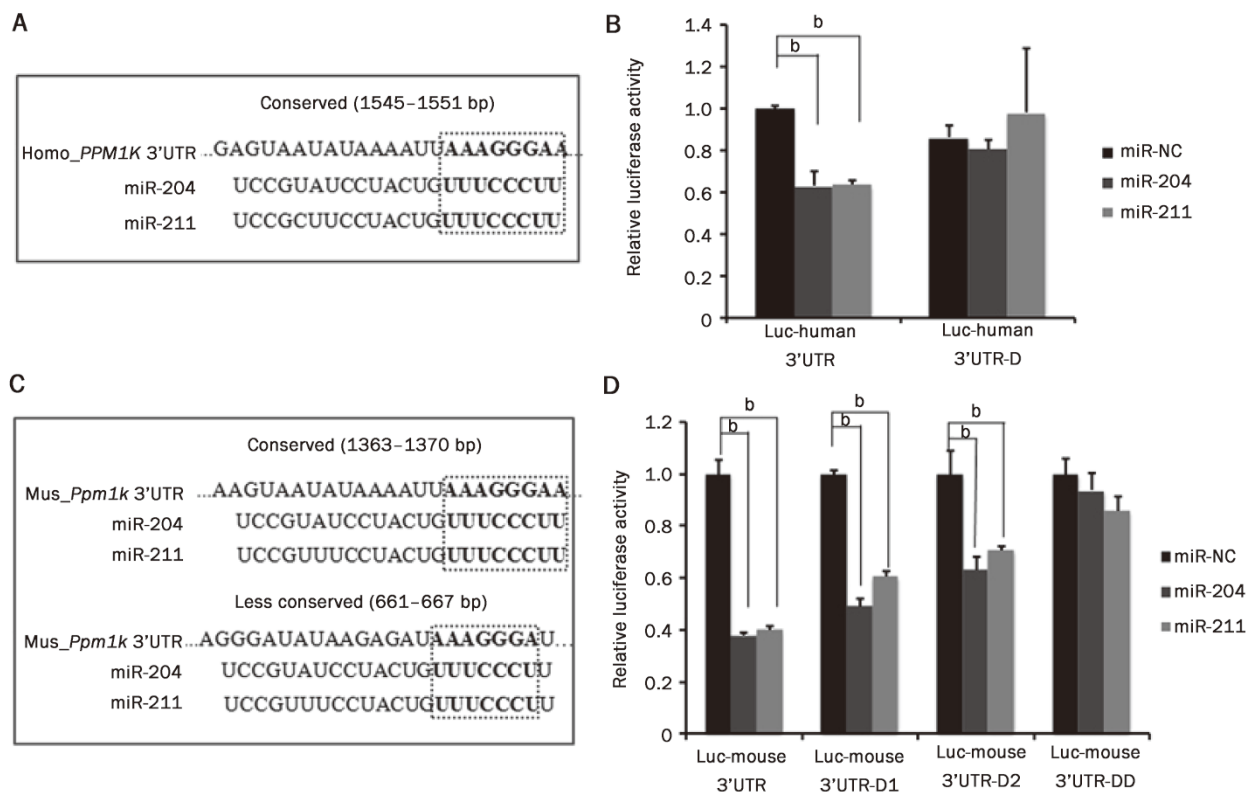 A
Conserved (1545–1551 bp)
Homo_PPM1K 3'UTR ...GAGUAAUAUAAAAUUAAAGGGAA...
miR-204 UCCGUAUCCUACUGUUUCCCUU
miR-211 UCCGCUUCCUACUGUUUCCCUU
B
Relative luciferase activity
1.4
1.2
1.0
0.8
0.6
0.4
0.2
0
b
b
Luc-human
3'UTR
Luc-human
3'UTR-D
miR-NC
miR-204
miR-211
C
Conserved (1363–1370 bp)
Mus_Ppm1k 3'UTR ...AAGUAAUAUAAAAUUAAAGGGAA...
miR-204 UCCGUAUCCUACUGUUUCCCUU
miR-211 UCCGUUUCCUACUGUUUCCCUU
Less conserved (661–667 bp)
Mus_Ppm1k 3'UTR AGGGAUAUAAGAGAUAAAGGGAU...
miR-204 UCCGUAUCCUACUGUUUCCCUU
miR-211 UCCGUUUCCUACUGUUUCCCUU
D
Relative luciferase activity
1.2
1.0
0.8
0.6
0.4
0.2
0
b
b
b
b
b
b
Luc-mouse
3'UTR
Luc-mouse
3'UTR-D1
Luc-mouse
3'UTR-D2
Luc-mouse
3'UTR-DD
miR-NC
miR-204
miR-211